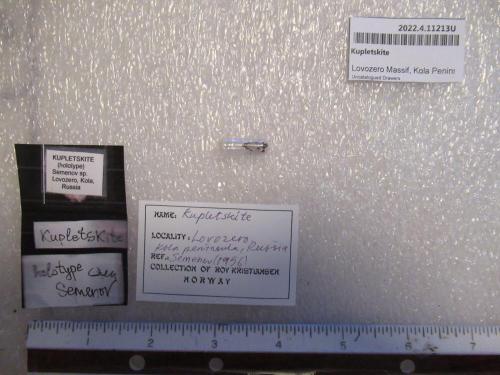 2022.4.11213U
Kupletskite
Lovozero Massif, Kola Penins
Uncatalogued Drawers
KUPLETSKITE
(holotype)
Semenov sp.
Lovozero, Kola,
Russia
Kupletskite
holotype
Semenov
NAME: Kupletskite
LOCALITY: Lovozero,
Kola peninsula, Russia
REF.: Semenov (1956)
COLLECTION OF ROY KRISTIANSEN
NORWAY
1 2 3 4 5 6 7